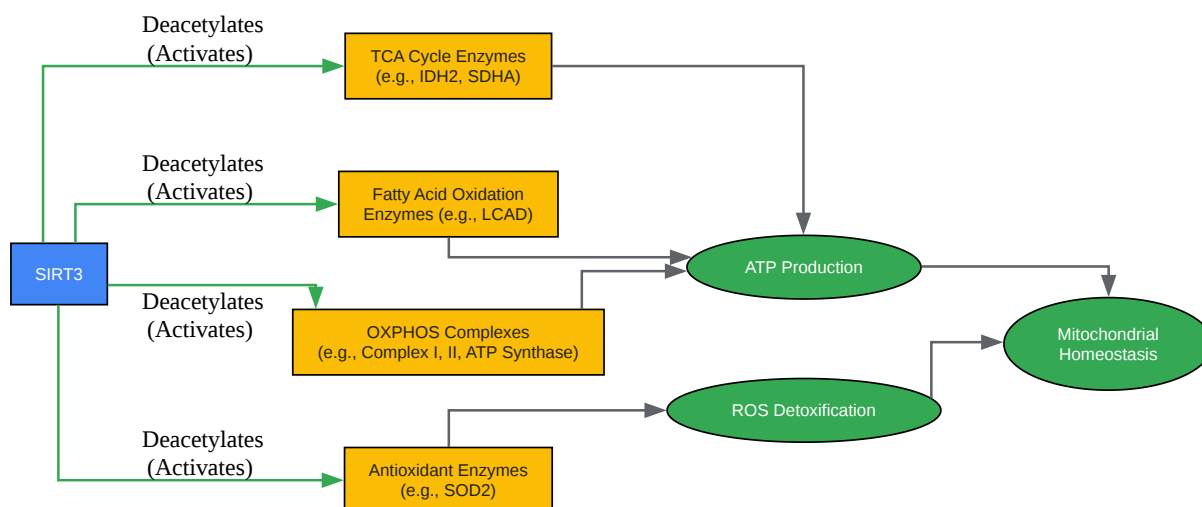 Deacetylates
(Activates)
TCA Cycle Enzymes
(e.g., IDH2, SDHA)
Deacetylates
(Activates)
Fatty Acid Oxidation
Enzymes (e.g., LCAD)
SIRT3
ATP Production
Deacetylates
(Activates)
OXPHOS Complexes
(e.g., Complex I, II, ATP Synthase)
Mitochondrial
Homeostasis
ROS Detoxification
Deacetylates
(Activates)
Antioxidant Enzymes
(e.g., SOD2)